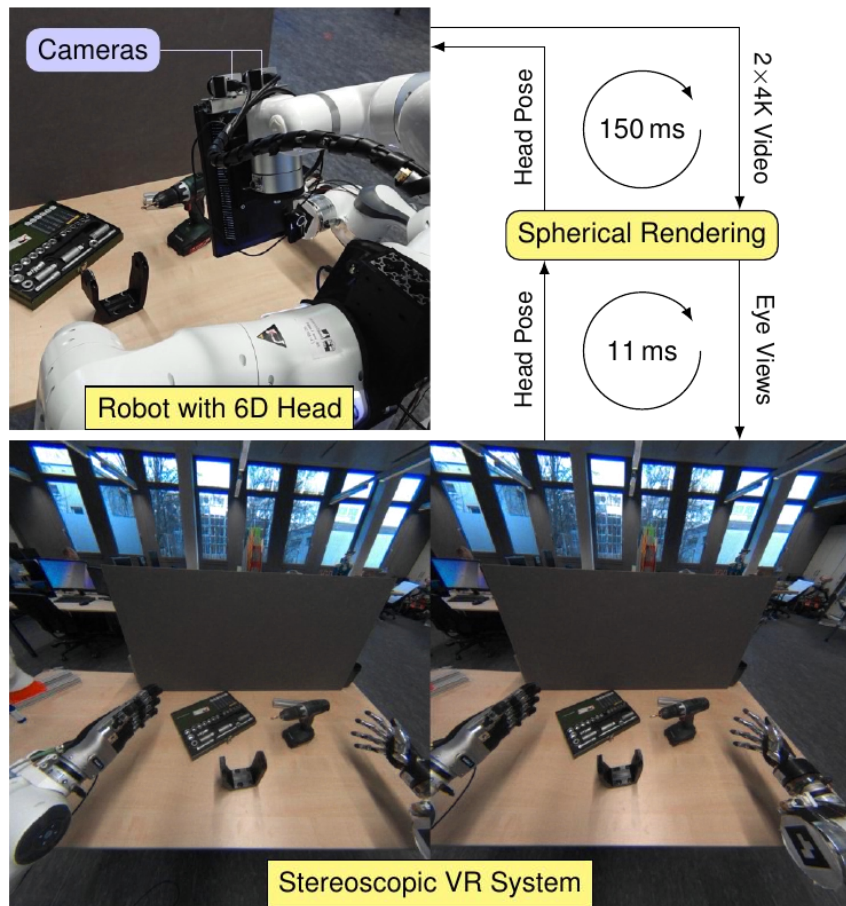 Cameras
Head Pose
150 ms
2×4K Video
Spherical Rendering
Head Pose
11 ms
Eye Views
Robot with 6D Head
Stereoscopic VR System